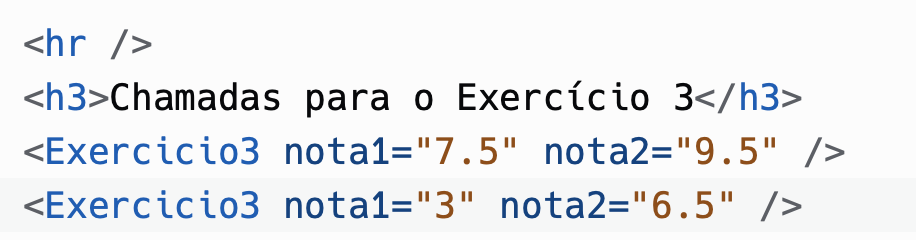 <hr />
<h3>Chamadas para o Exercício 3</h3>
<Exercicio3 nota1="7.5" nota2="9.5" />
<Exercicio3 nota1="3" nota2="6.5" />